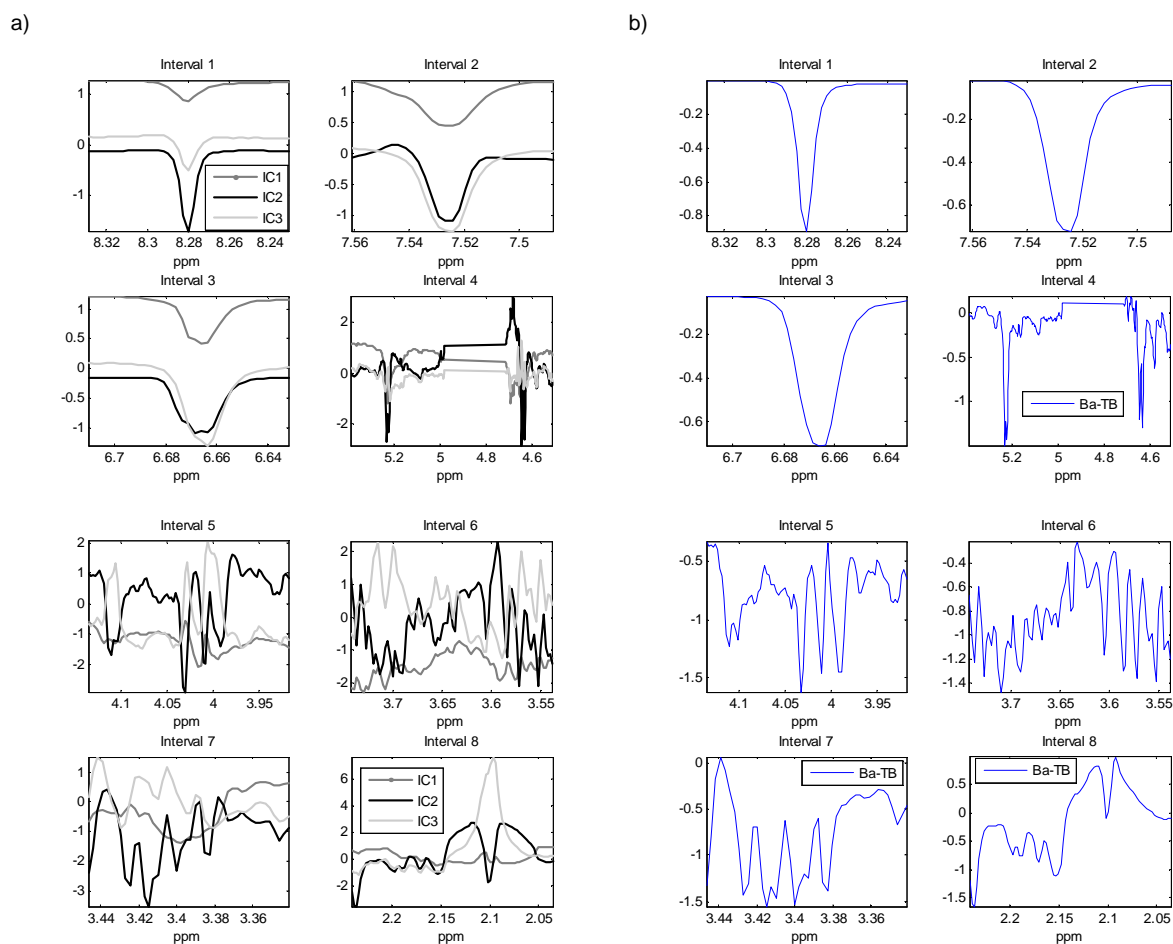 a)
b)
Interval 1
1
0
-1
8.32 8.3 8.28 8.26 8.24
ppm
IC1
IC2
IC3
Interval 2
1
0.5
0
-0.5
-1
7.56 7.54 7.52 7.5
ppm
Interval 1
-0.2
-0.4
-0.6
-0.8
8.32 8.3 8.28 8.26 8.24
ppm
Interval 2
-0.2
-0.4
-0.6
7.56 7.54 7.52 7.5
ppm
Interval 3
1
0.5
0
-0.5
-1
6.7 6.68 6.66 6.64
ppm
Interval 4
2
0
-2
5.2 5 4.8 4.6
ppm
Interval 3
-0.2
-0.4
-0.6
6.7 6.68 6.66 6.64
ppm
Interval 4
0
-0.5
-1
5.2 5 4.8 4.6
ppm
Ba-TB
Interval 5
2
1
0
-1
-2
4.1 4.05 4 3.95
ppm
Interval 6
2
1
0
-1
-2
3.7 3.65 3.6 3.55
ppm
Interval 5
-0.5
-1
-1.5
4.1 4.05 4 3.95
ppm
Interval 6
-0.2
-0.4
-0.6
-0.8
-1
-1.2
-1.4
3.7 3.65 3.6 3.55
ppm
Interval 7
1
0
-1
-2
-3
3.44 3.42 3.4 3.38 3.36
ppm
Interval 8
6
4
2
0
-2
2.2 2.15 2.1 2.05
ppm
IC1
IC2
IC3
Interval 7
0
-0.5
-1
-1.5
3.44 3.42 3.4 3.38 3.36
ppm
Ba-TB
Interval 8
0.5
0
-0.5
-1
-1.5
2.2 2.15 2.1 2.05
ppm
Ba-TB